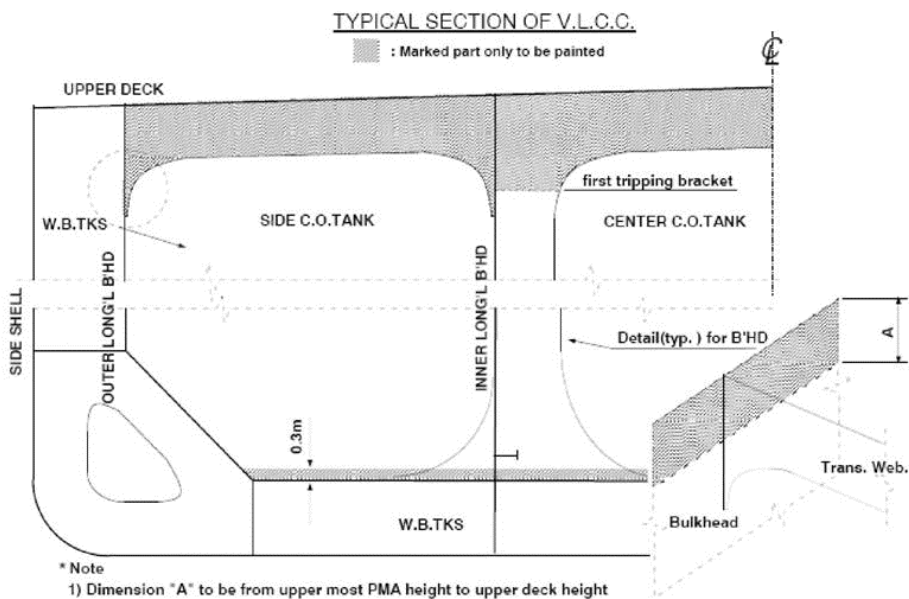 TYPICAL SECTION OF V.L.C.C.
: Marked part only to be painted
℄
UPPER DECK
first tripping bracket
W.B.TKS
SIDE C.O.TANK
CENTER C.O.TANK
SIDE SHELL
OUTER LONG'L B'HD
INNER LONG'L B'HD
Detail(typ. ) for B'HD
A
0.3m
Trans. Web.
Bulkhead
W.B.TKS
* Note
1) Dimension "A" to be from upper most PMA height to upper deck height